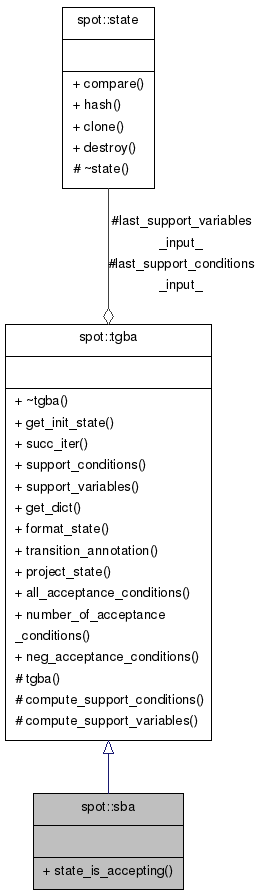 spot::state
+ compare()
+ hash()
+ clone()
+ destroy()
# ~state()
#last_support_variables
_input_
#last_support_conditions
_input_
spot::tgba
+ ~tgba()
+ get_init_state()
+ succ_iter()
+ support_conditions()
+ support_variables()
+ get_dict()
+ format_state()
+ transition_annotation()
+ project_state()
+ all_acceptance_conditions()
+ number_of_acceptance
_conditions()
+ neg_acceptance_conditions()
# tgba()
# compute_support_conditions()
# compute_support_variables()
spot::sba
+ state_is_accepting()